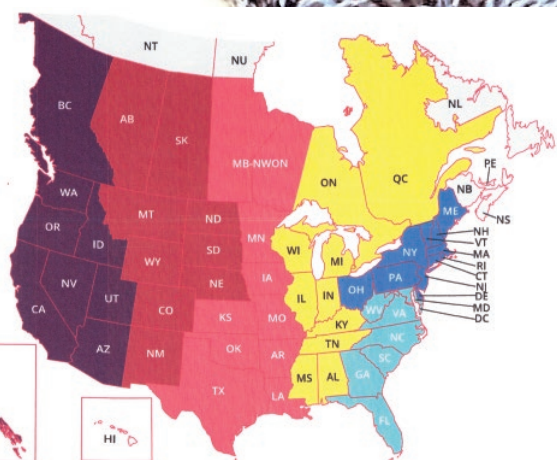 NT
NU
BC
AB
SK
MB-NWON
ON
QC
NL
PE
NB
NS
WA
OR
ID
MT
ND
MN
WI
MI
ME
NH
VT
MA
RI
CT
NJ
DE
MD
DC
NY
PA
OH
NV
UT
CA
AZ
WY
SD
NE
IA
IL
IN
CO
KS
MO
KY
WV
VA
NM
OK
AR
TN
NC
SC
TX
LA
MS
AL
GA
FL
HI